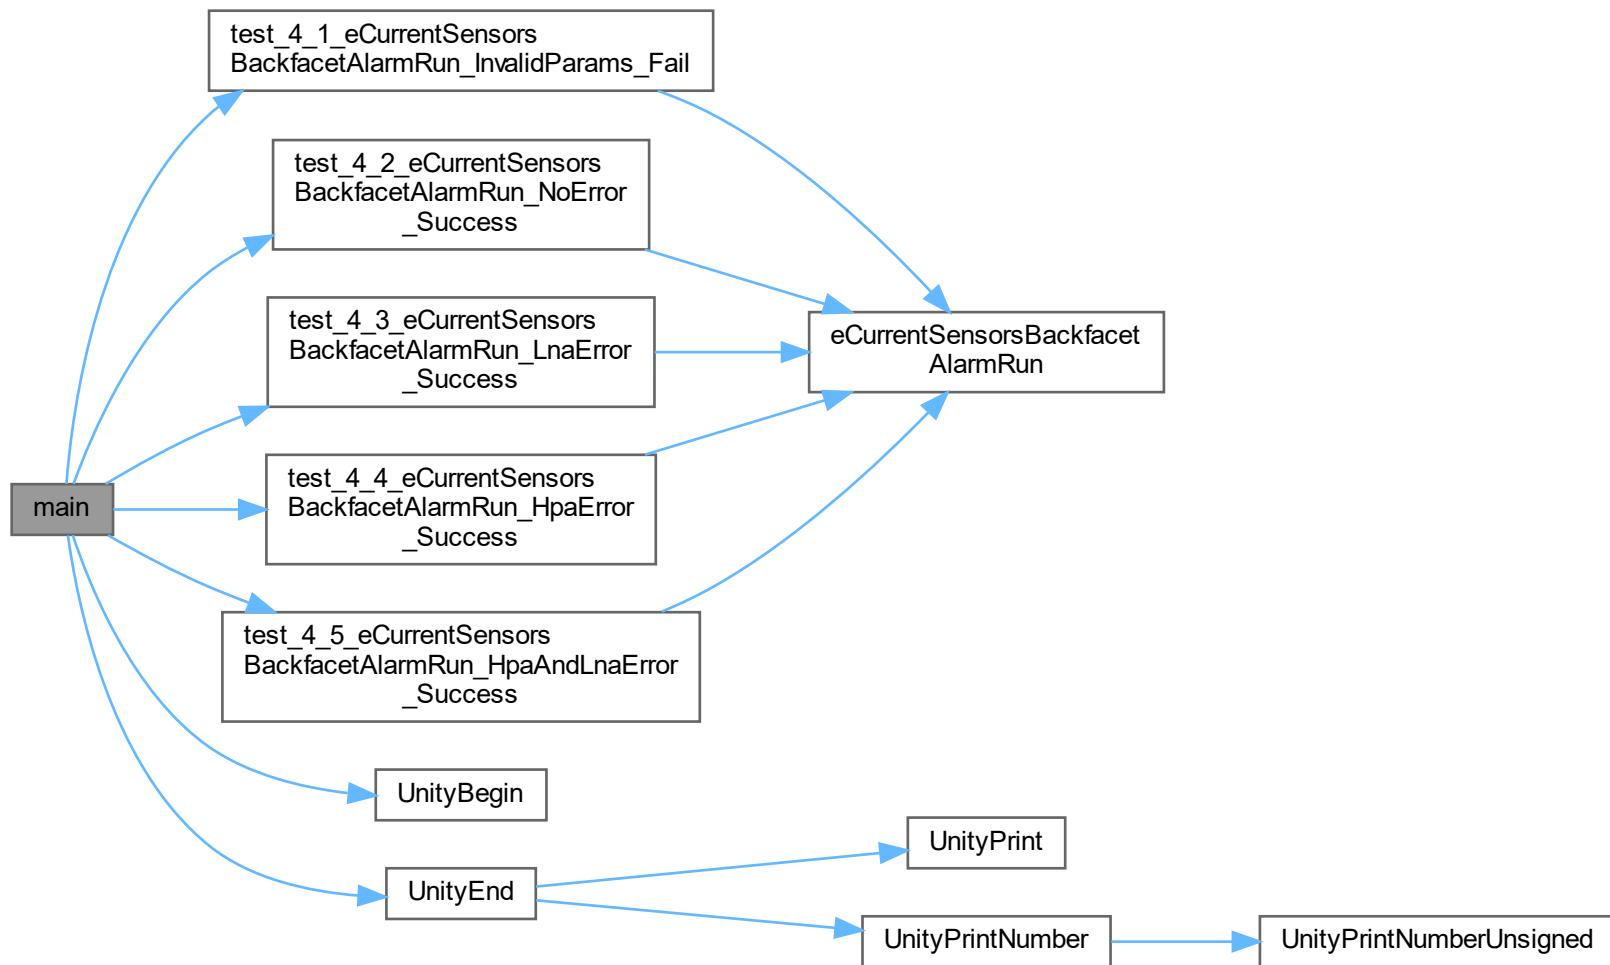 test_4_1_eCurrentSensors
BackfacetAlarmRun_InvalidParams_Fail
test_4_2_eCurrentSensors
BackfacetAlarmRun_NoError
_Success
test_4_3_eCurrentSensors
BackfacetAlarmRun_LnaError
_Success
eCurrentSensorsBackfacet
AlarmRun
main
test_4_4_eCurrentSensors
BackfacetAlarmRun_HpaError
_Success
test_4_5_eCurrentSensors
BackfacetAlarmRun_HpaAndLnaError
_Success
UnityBegin
UnityEnd
UnityPrint
UnityPrintNumber
UnityPrintNumberUnsigned